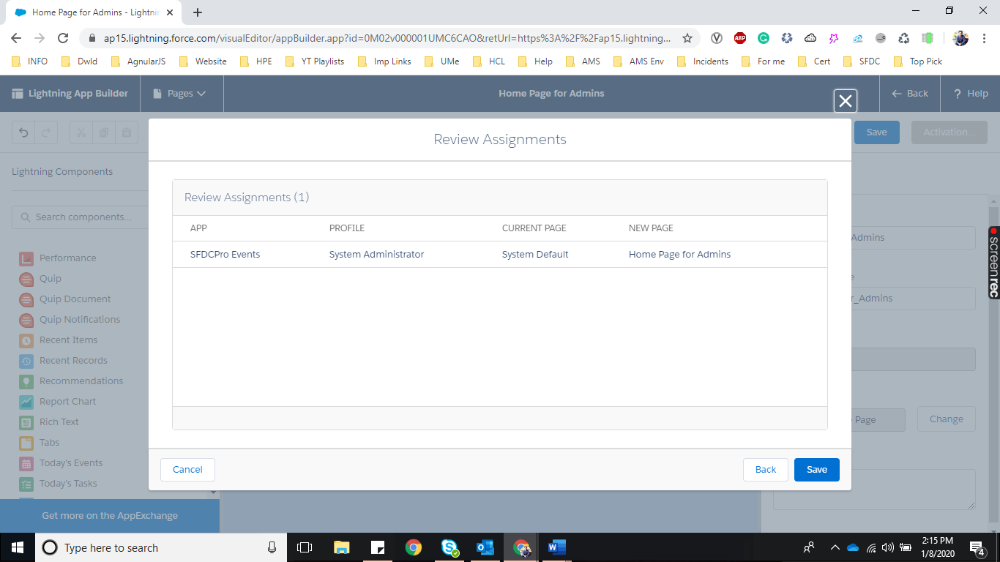 Home Page for Admins - Lightnin
ap15.lightning.force.com/visualEditor/appBuilder.app?id=0M02v000001UMC6CAO&retUrl=https%3A%2F%2Fap15.lightning...
ABP
INFO
Dwld
AgnularJS
Website
HPE
YT Playlists
Imp Links
UMe
HCL
Help
AMS
AMS Env
Incidents
For me
Cert
SFDC
Top Pick
Lightning App Builder
Pages
Home Page for Admins
Back
? Help
Save
Activation...
Lightning Components
Search components...
Performance
Quip
Quip Document
Quip Notifications
Recent Items
Recent Records
Recommendations
Report Chart
Rich Text
Tabs
Today's Events
Today's Tasks
Get more on the AppExchange
Review Assignments
Review Assignments (1)
APP PROFILE CURRENT PAGE NEW PAGE
SFDCPro Events System Administrator System Default Home Page for Admins
Cancel
Back
Save
Admins
e
r_Admins
Page
Change
screenrec
Type here to search
2:15 PM
1/8/2020
4